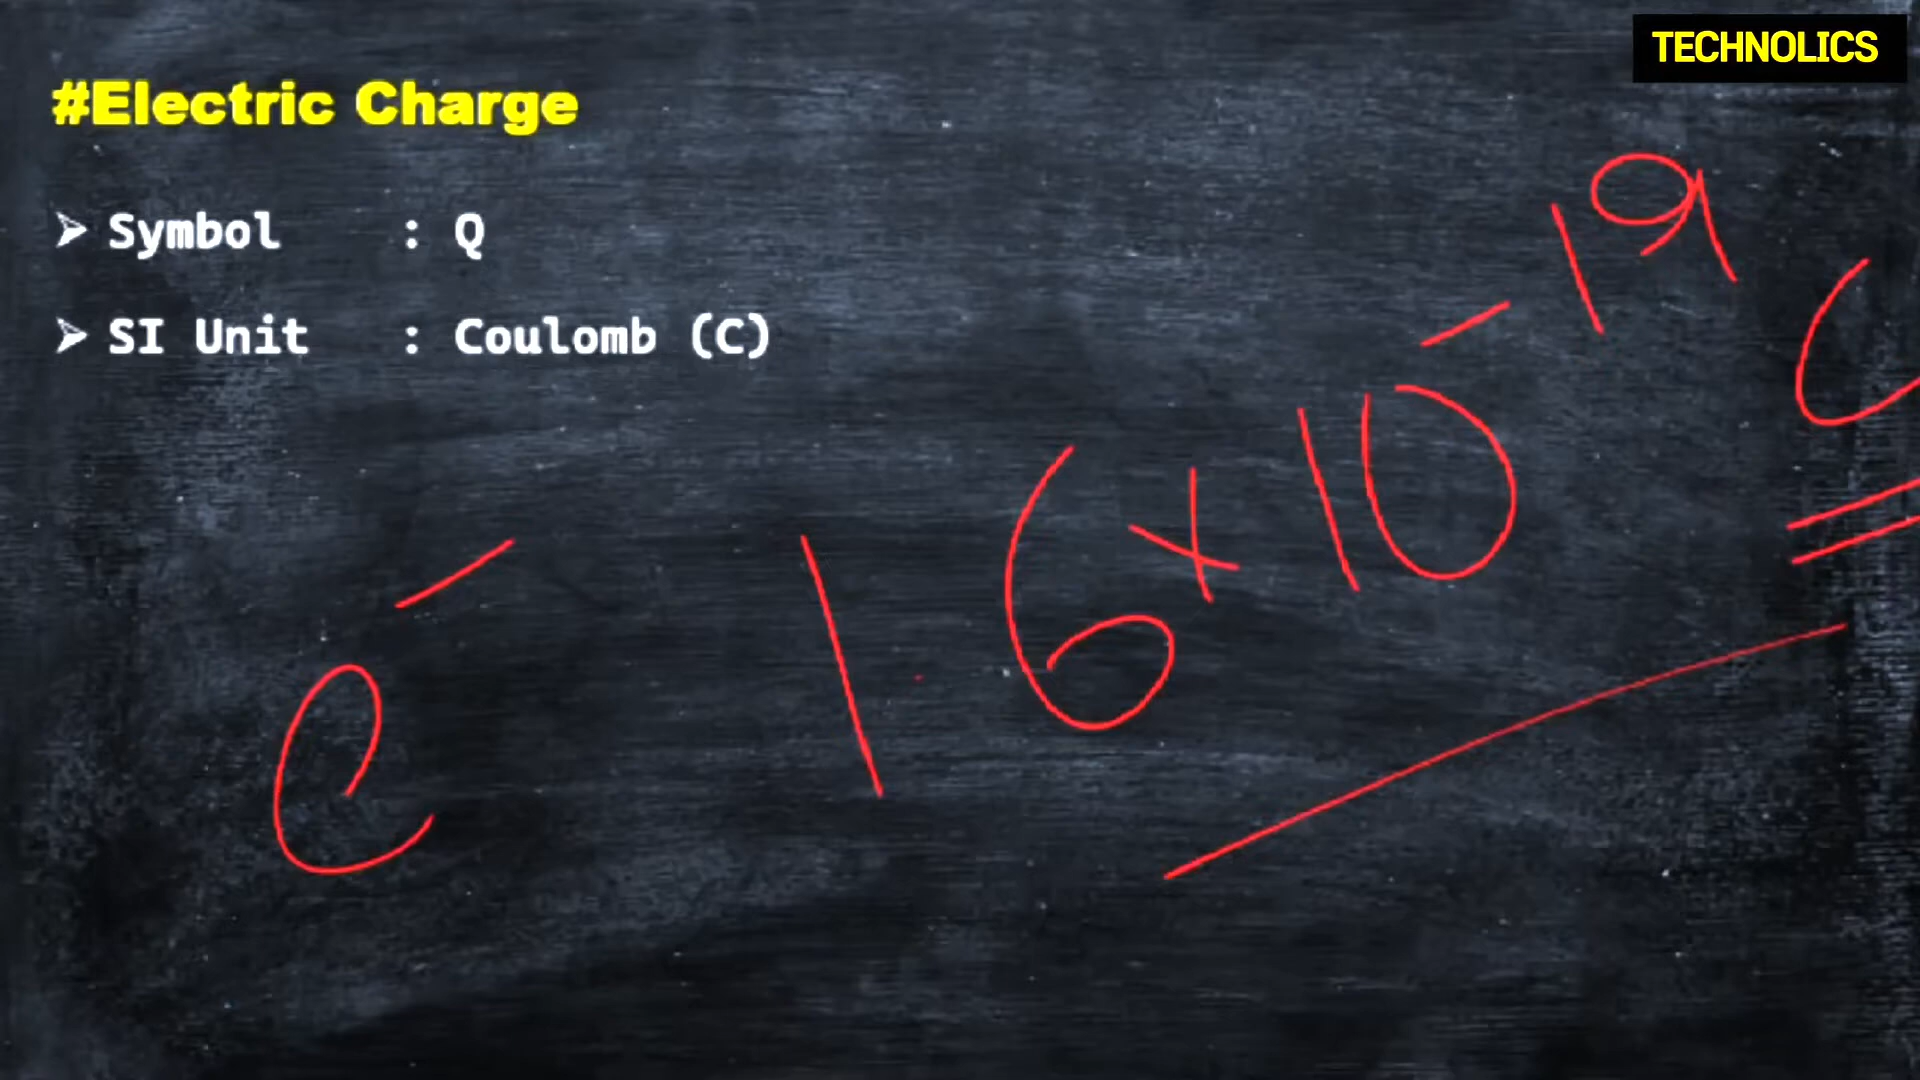 TECHNOLICS
#Electric Charge
➢ Symbol : Q
➢ SI Unit : Coulomb (C)
e⁻ 1.6×10⁻¹⁹ C